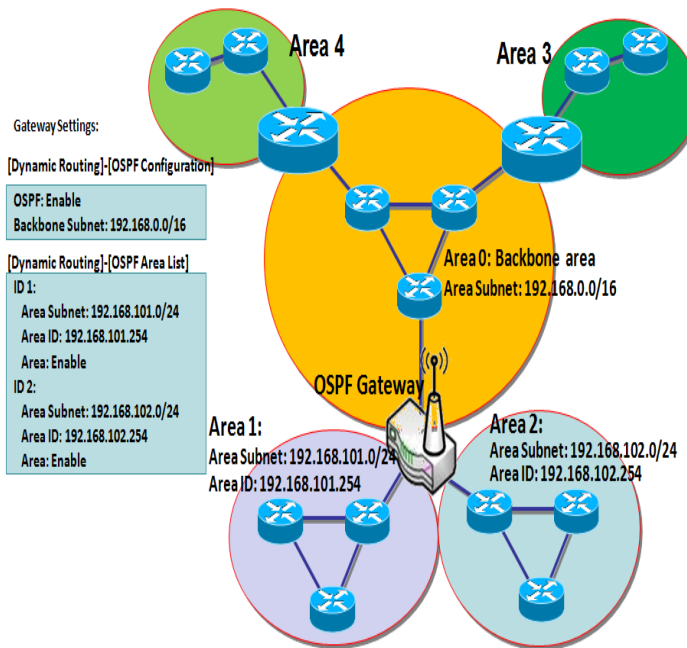 Area 4
Area 3
Gateway Settings:
[Dynamic Routing]-[OSPF Configuration]
OSPF: Enable
Backbone Subnet: 192.168.0.0/16
[Dynamic Routing]-[OSPF Area List]
ID 1:
Area Subnet: 192.168.101.0/24
Area ID: 192.168.101.254
Area: Enable
ID 2:
Area Subnet: 192.168.102.0/24
Area ID: 192.168.102.254
Area: Enable
Area 0: Backbone area
Area Subnet: 192.168.0.0/16
OSPF Gateway
Area 1:
Area Subnet: 192.168.101.0/24
Area ID: 192.168.101.254
Area 2:
Area Subnet: 192.168.102.0/24
Area ID: 192.168.102.254